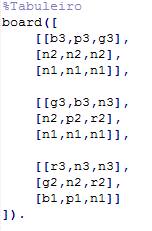 %Tabuleiro
board([
[[b3,p3,g3],
[n2,n2,n2],
[n1,n1,n1]],
[[g3,b3,n3],
[n2,p2,r2],
[n1,n1,n1]],
[[r3,n3,n3],
[g2,n2,r2],
[b1,p1,n1]]
]).